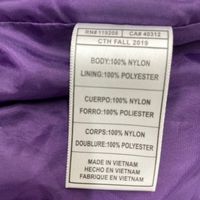 RN# 119208 CA# 40312
CTH FALL 2019
BODY:100% NYLON
LINING:100% POLYESTER
CUERPO:100% NYLON
FORRO:100% POLIESTER
CORPS:100% NYLON
DOUBLURE:100% POLYESTER
MADE IN VIETNAM
HECHO EN VIETNAM
FABRIQUE EN VIETNAM